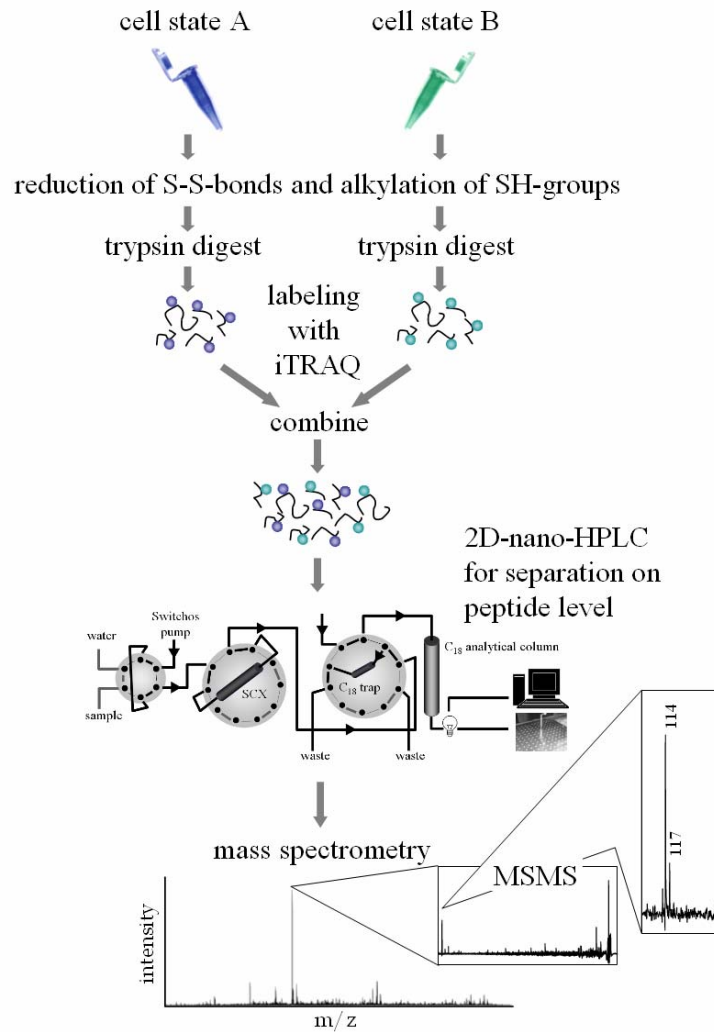 cell state A
cell state B
reduction of S-S-bonds and alkylation of SH-groups
trypsin digest
trypsin digest
labeling
with
iTRAQ
combine
2D-nano-HPLC
for separation on
peptide level
Switchos
pump
water
sample
SCX
C18 trap
C18 analytical column
waste
waste
mass spectrometry
MSMS
114
117
intensity
m/z